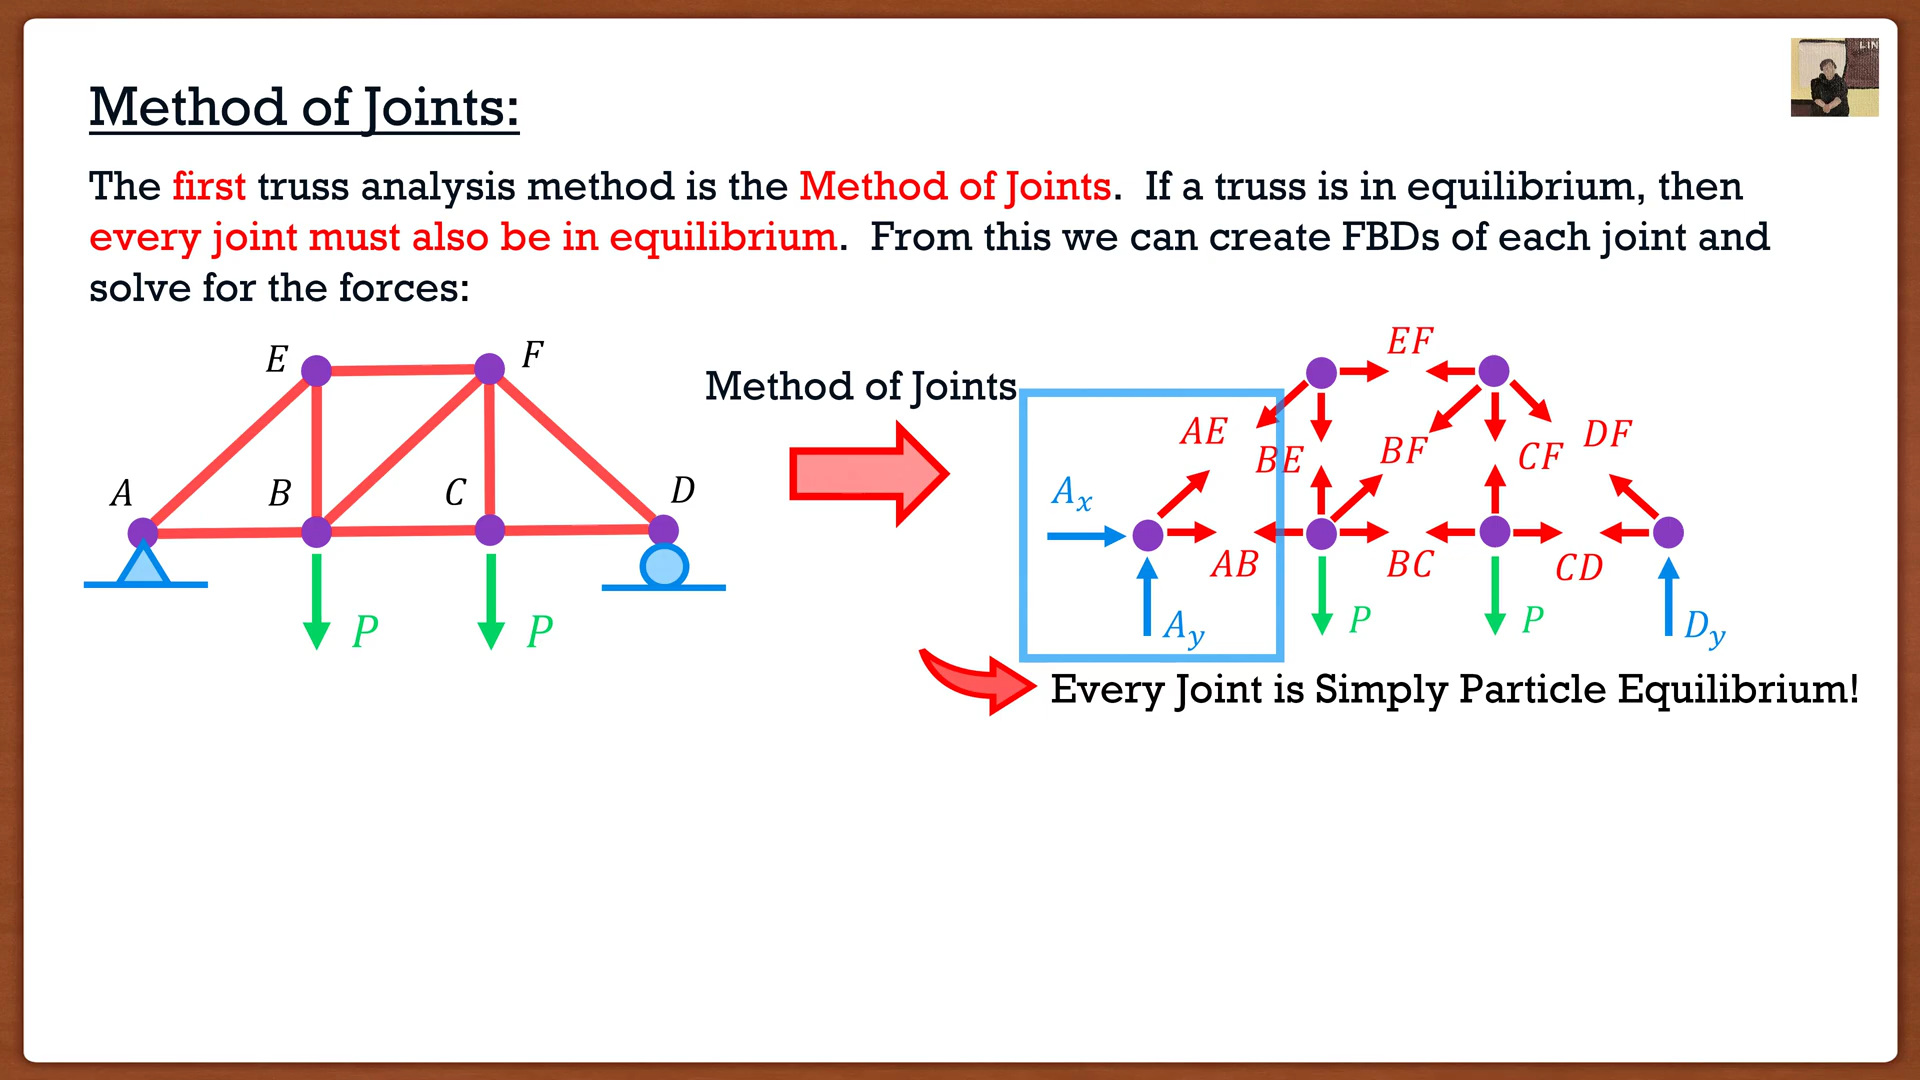 LIN
Method of Joints:
The first truss analysis method is the Method of Joints. If a truss is in equilibrium, then
every joint must also be in equilibrium. From this we can create FBDs of each joint and
solve for the forces:
E
F
A
B
C
D
P
P
Method of Joints
EF
AE
BE
BF
CF
DF
Ax
AB
BC
CD
Ay
P
P
Dy
Every Joint is Simply Particle Equilibrium!